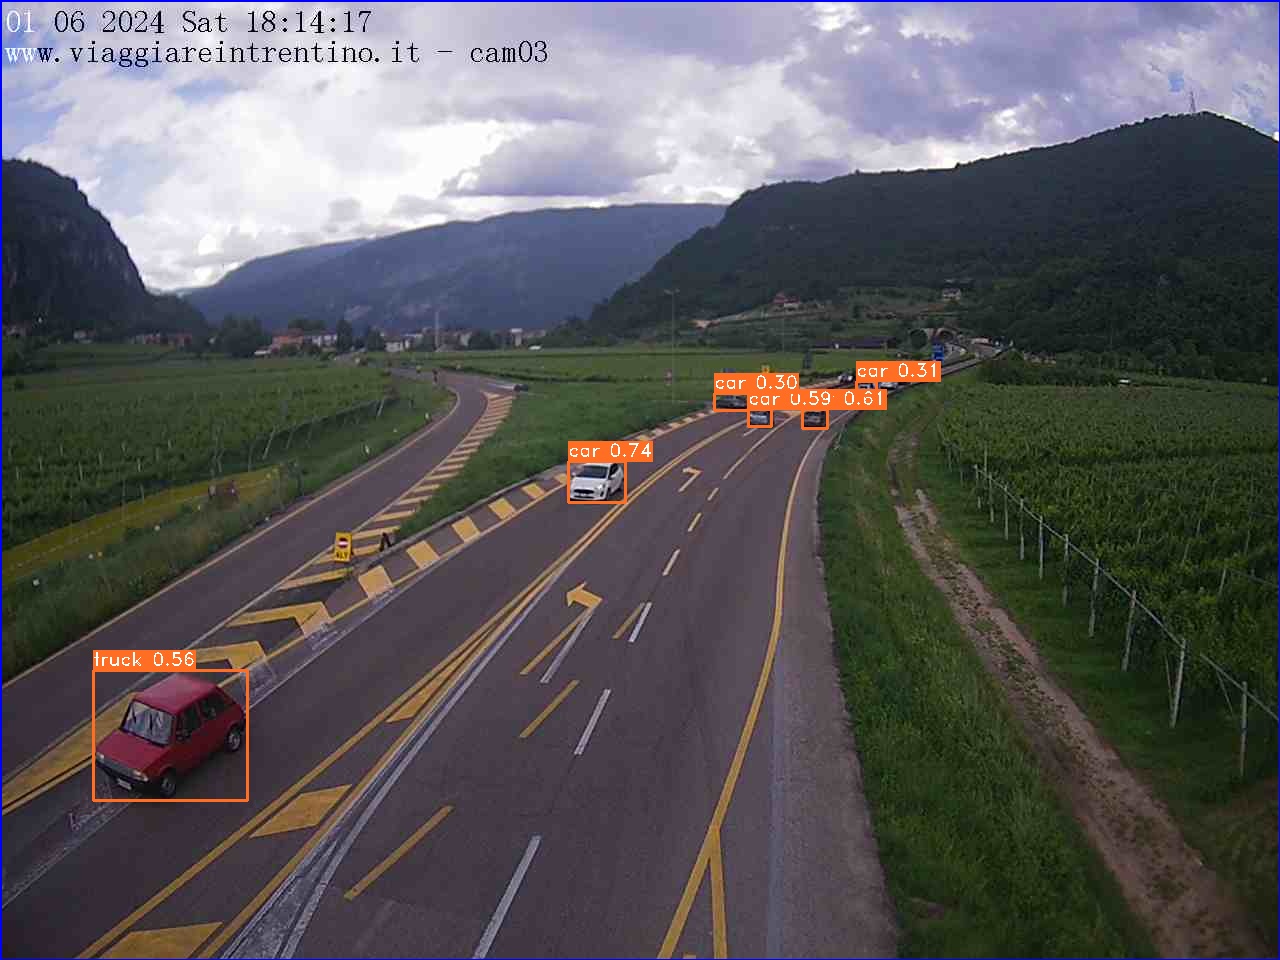 01 06 2024 Sat 18:14:17
www.viaggiareintrentino.it - cam03
car 0.31
car 0.30
car 0.59 0.61
car 0.74
ALT
truck 0.56